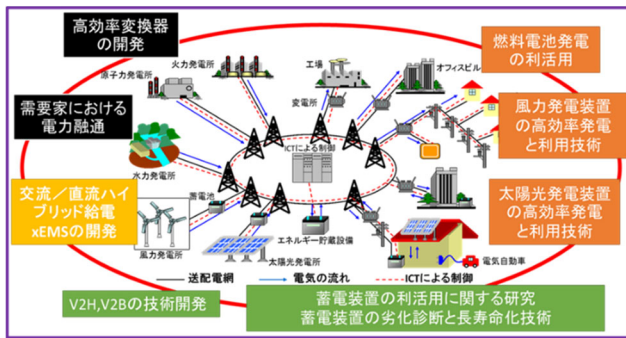 高効率変換器
の開発
火力発電所
原子力発電所
工場
オフィスビル
燃料電池発電
の利活用
需要家における
電力融通
変電所
風力発電装置
の高効率発電
と利用技術
ICTによる制御
水力発電所
交流／直流ハイ
ブリッド給電
xEMSの開発
蓄電池
太陽光発電装置
の高効率発電
と利用技術
風力発電所
エネルギー貯蔵設備
太陽光発電所
電気自動車
送配電網
電気の流れ
ICTによる制御
V2H,V2Bの技術開発
蓄電装置の利活用に関する研究
蓄電装置の劣化診断と長寿命化技術